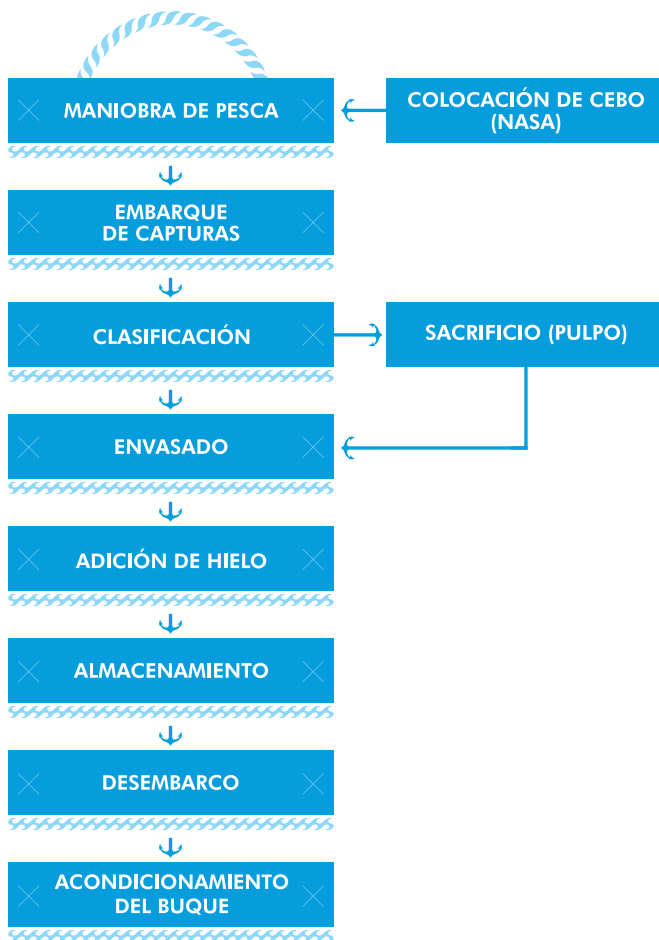 MANIOBRA DE PESCA
COLOCACIÓN DE CEBO
(NASA)
EMBARQUE
DE CAPTURAS
CLASIFICACIÓN
SACRIFICIO (PULPO)
ENVASADO
ADICIÓN DE HIELO
ALMACENAMIENTO
DESEMBARCO
ACONDICIONAMIENTO
DEL BUQUE